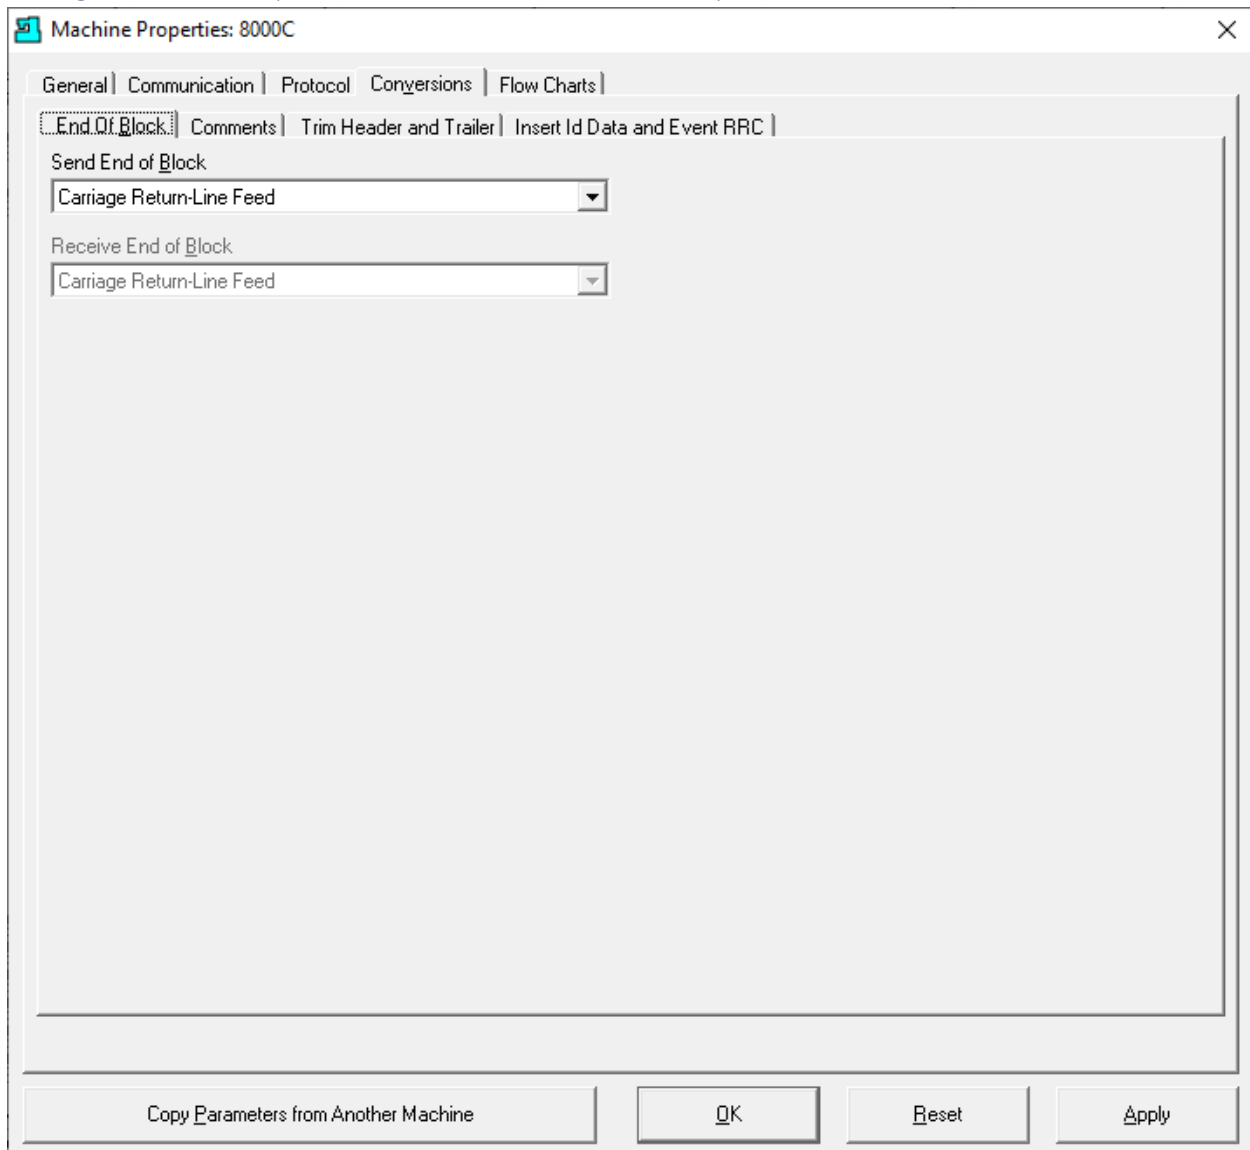 Machine Properties: 8000C
General Communication Protocol Conversions Flow Charts
End Of Block Comments Trim Header and Trailer Insert Id Data and Event RRC
Send End of Block
Carriage Return-Line Feed
Receive End of Block
Carriage Return-Line Feed
Copy Parameters from Another Machine OK Reset Apply